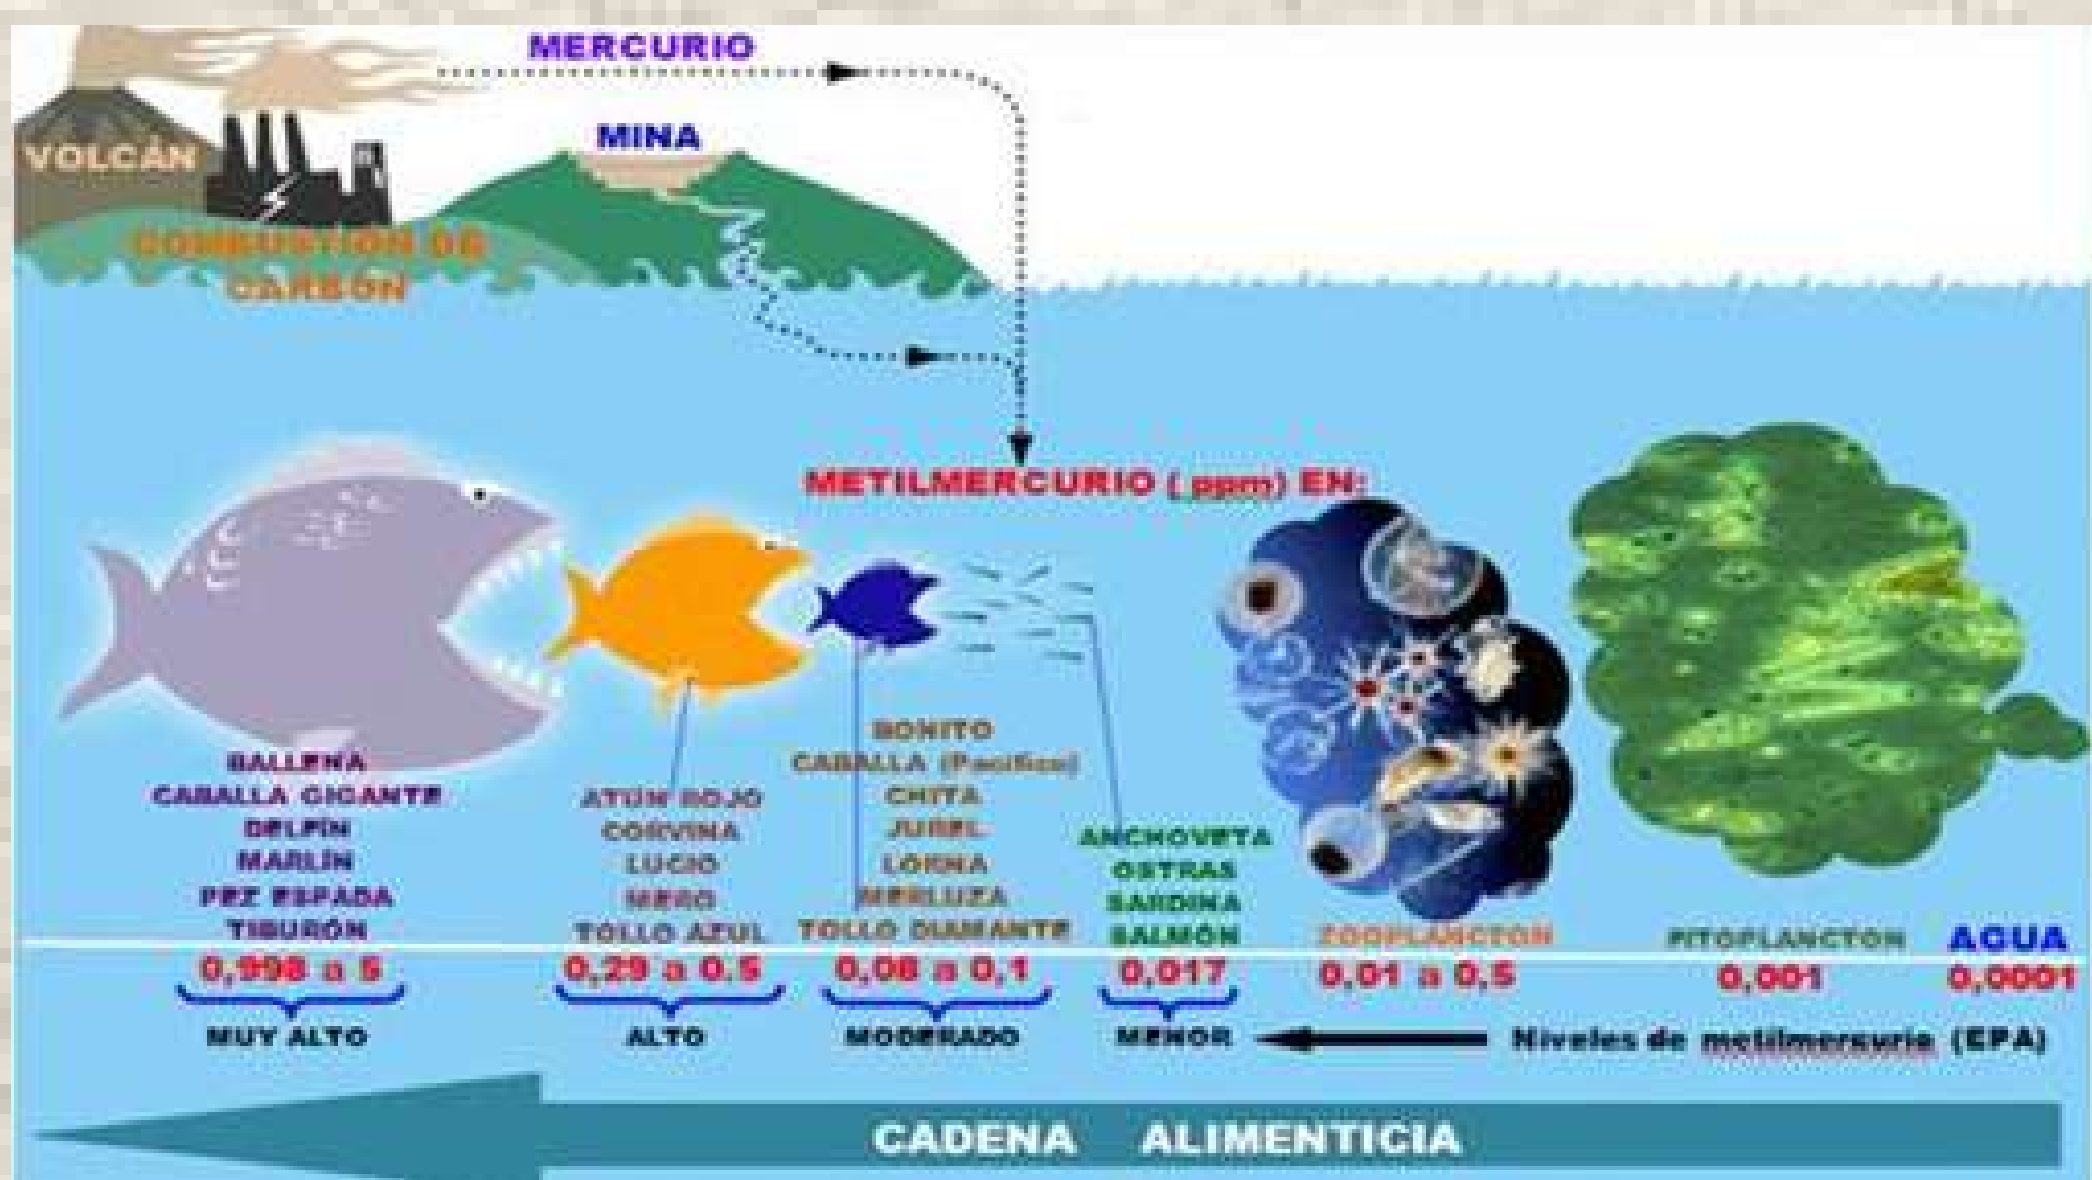 MERCURIO
MINA
VOLCÁN
COMBUSTIÓN DE
CARBÓN
METILMERCURIO ( ppm) EN:
BALLENA
CABALLA GIGANTE
DELFÍN
MARLÍN
PEZ ESPADA
TIBURÓN
0,998 a 5
MUY ALTO
ATÚN ROJO
CORVINA
LUCIO
MERO
TOLLO AZUL
0,29 a 0,5
ALTO
BONITO
CABALLA (Pacífico)
CHITA
JUREL
LORNA
MERLUZA
TOLLO DIAMANTE
0,08 a 0,1
MODERADO
ANCHOVETA
OSTRAS
SARDINA
SALMÓN
0,017
MENOR
ZOOPLANCTON
0,01 a 0,5
FITOPLANCTON
0,001
AGUA
0,0001
Niveles de metilmercurio (EPA)
CADENA ALIMENTICIA